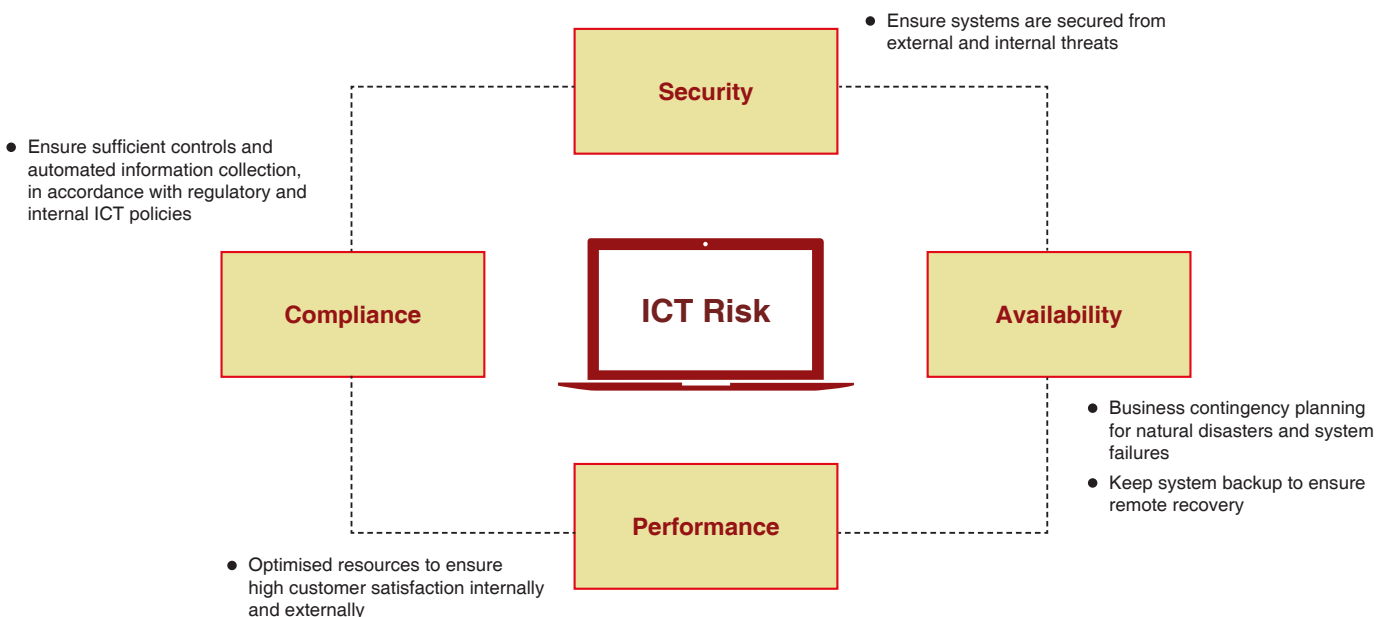 ● Ensure systems are secured from
external and internal threats
Security
● Ensure sufficient controls and
automated information collection,
in accordance with regulatory and
internal ICT policies
Compliance
ICT Risk
Availability
● Business contingency planning
for natural disasters and system
failures
● Keep system backup to ensure
remote recovery
Performance
● Optimised resources to ensure
high customer satisfaction internally
and externally